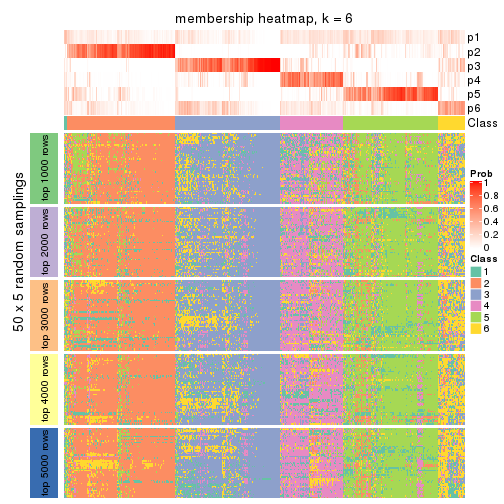 membership heatmap, k = 6
p1
p2
p3
p4
p5
p6
Class
50 x 5 random samplings
top 1000 rows
top 2000 rows
top 3000 rows
top 4000 rows
top 5000 rows
Prob
1
0.8
0.6
0.4
0.2
0
Class
1
2
3
4
5
6